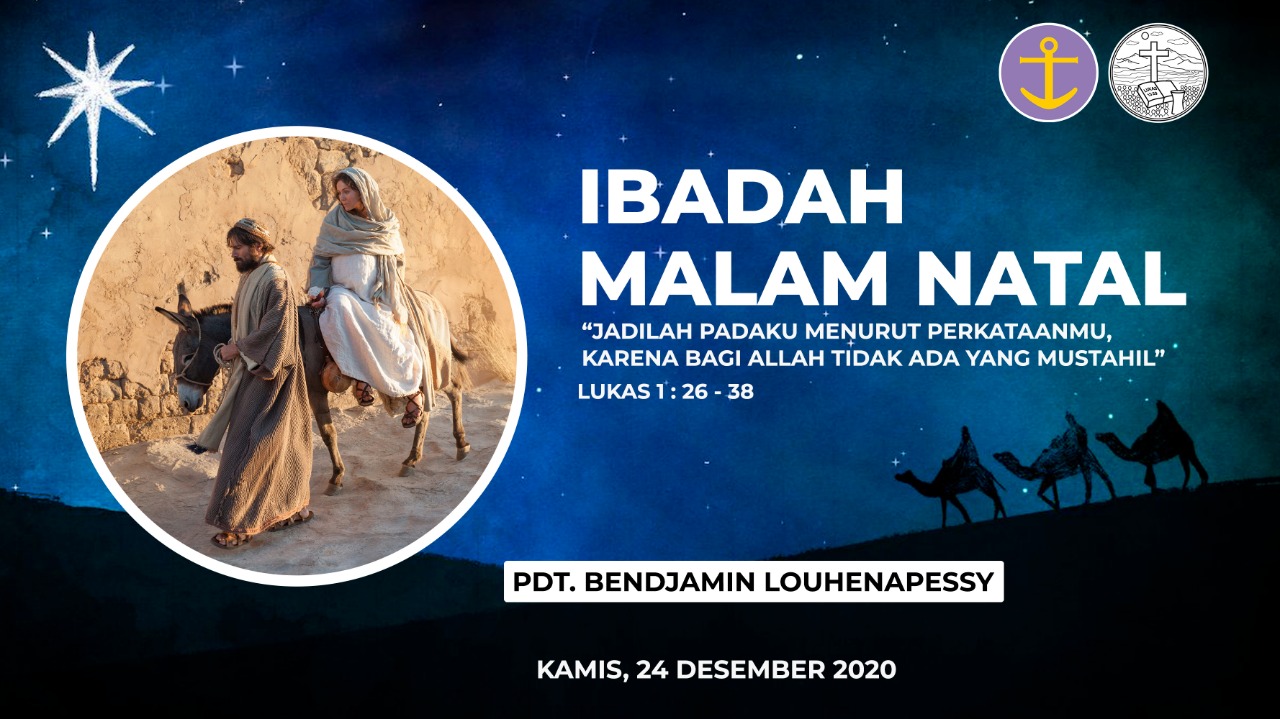 IBADAH
MALAM NATAL
“JADILAH PADAKU MENURUT PERKATAANMU,
KARENA BAGI ALLAH TIDAK ADA YANG MUSTAHIL”
LUKAS 1 : 26 - 38
PDT. BENDJAMIN LOUHENAPESSY
KAMIS, 24 DESEMBER 2020